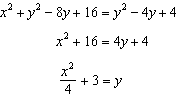 x² + y² − 8y + 16 = y² − 4y + 4
x² + 16 = 4y + 4
x²/4 + 3 = y